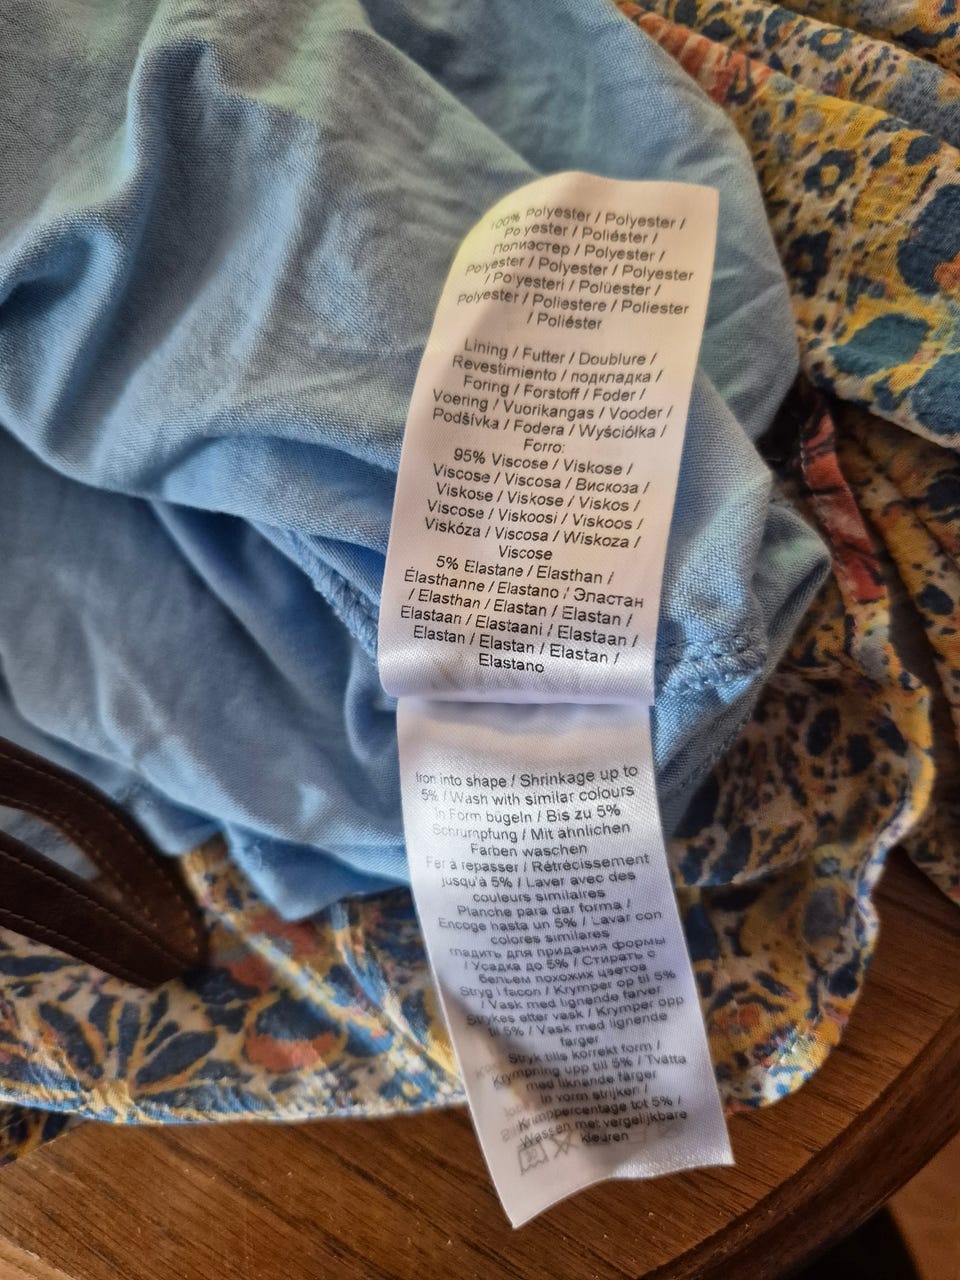 100% Polyester / Polyester /
Polyester / Poliéster /
Полиэстер / Polyester /
Polyester / Polyester / Polyester
/ Polyesteri / Polüester /
Polyester / Poliestere / Poliester
/ Poliéster
Lining / Futter / Doublure /
Revestimiento / подкладка /
Foring / Forstoff / Foder /
Voering / Vuorikangas / Vooder /
Podšívka / Fodera / Wyściółka /
Forro:
95% Viscose / Viskose /
Viscose / Viscosa / Вискоза /
Viskose / Viskose / Viskos /
Viscose / Viskoosi / Viskoos /
Viskóza / Viscosa / Wiskoza /
Viscose
5% Elastane / Elasthan /
Élasthanne / Elastano / Эластан
/ Elasthan / Elastan / Elastan /
Elastaan / Elastaani / Elastaan /
Elastan / Elastan / Elastan /
Elastano
Iron into shape / Shrinkage up to
5% / Wash with similar colours
In Form bügeln / Bis zu 5%
Schrumpfung / Mit ähnlichen
Farben waschen
Fer à repasser / Rétrécissement
jusqu'à 5% / Laver avec des
couleurs similaires
Planche para dar forma /
Encoge hasta un 5% / Lavar con
colores similares
гладить для придания формы
/ Усадка до 5% / Стирать с
бельем похожих цветов
Stryg i facon / Krymper op til 5%
/ Vask med lignende farver
Strykes etter vask / Krymper opp
til 5% / Vask med lignende
farger
Stryk tills korrekt form /
Krympning upp till 5% / Tvätta
med liknande färger
In vorm strijken /
Krimppercentage tot 5% /
Wassen met vergelijkbare
kleuren